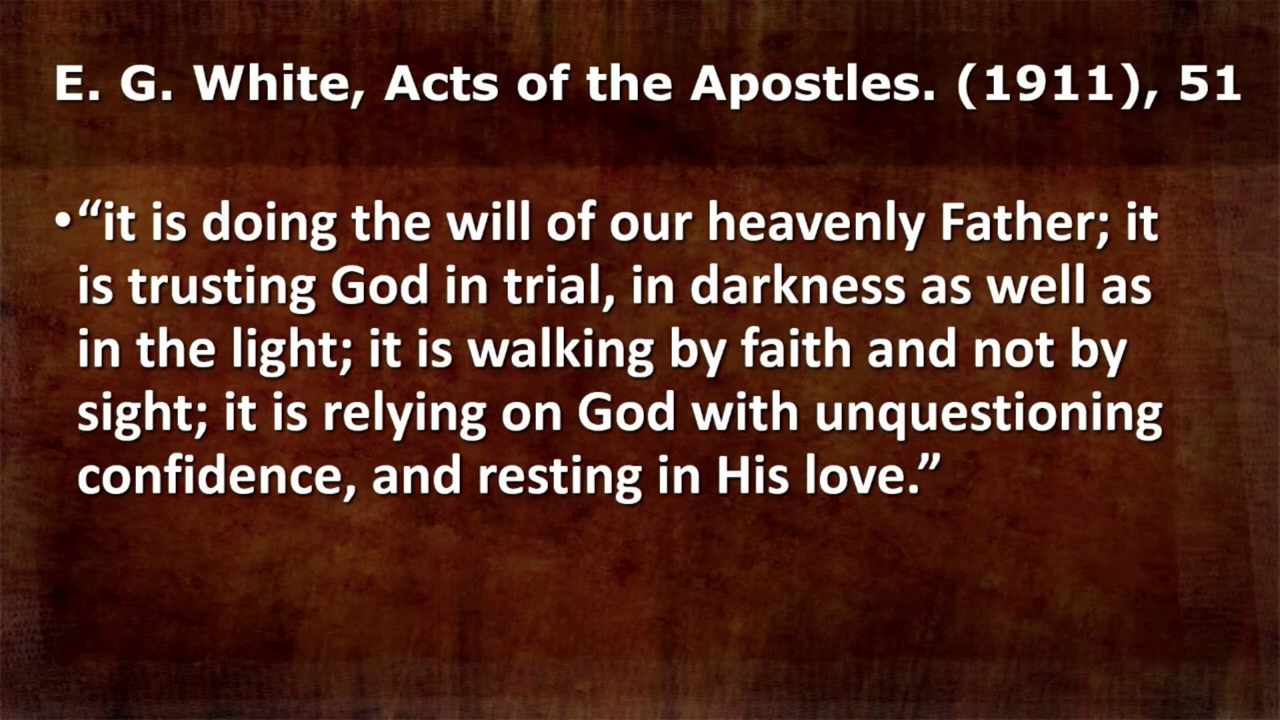 E. G. White, Acts of the Apostles. (1911), 51
•“it is doing the will of our heavenly Father; it
is trusting God in trial, in darkness as well as
in the light; it is walking by faith and not by
sight; it is relying on God with unquestioning
confidence, and resting in His love.”